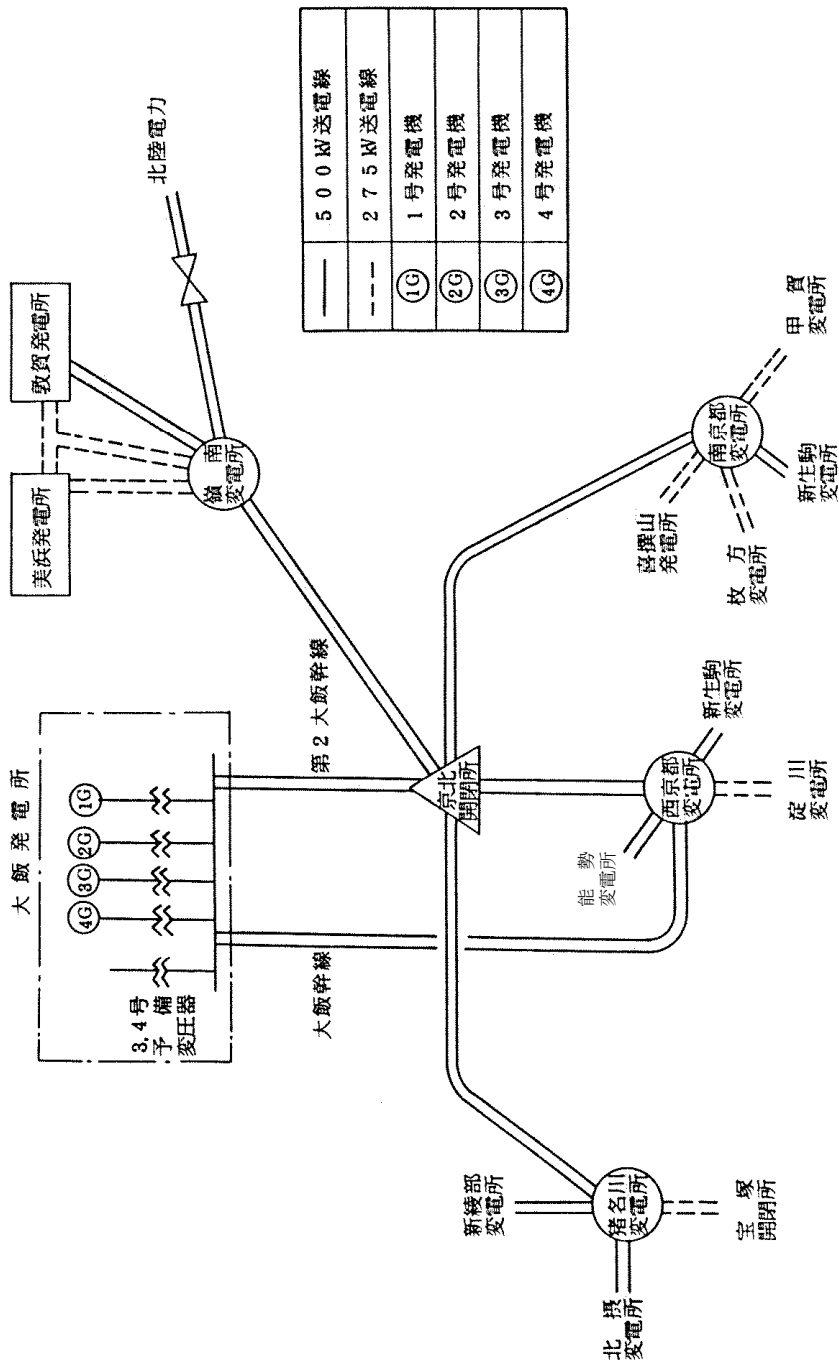 大飯発電所
1G
2G
3G
4G
3,4号
予備
変圧器
美浜発電所
敦賀発電所
嶺南
変電所
北陸電力
第2大飯幹線
大飯幹線
京北
開閉所
500kV送電線
275kV送電線
1G 1号発電機
2G 2号発電機
3G 3号発電機
4G 4号発電機
新綾部
変電所
猪名川
変電所
北摂
変電所
宝塚
開閉所
能勢
変電所
西京都
変電所
新生駒
変電所
淀川
変電所
喜撰山
発電所
南京都
変電所
枚方
変電所
新生駒
変電所
甲賀
変電所